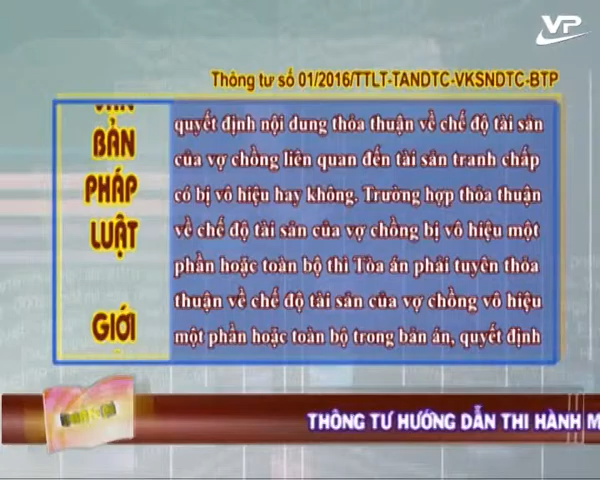 VP
Thông tư số 01/2016/TTLT-TANDTC-VKSNDTC-BTP
BẢN
PHÁP
LUẬT
GIỚI
quyết định nội dung thỏa thuận về chế độ tài sản
của vợ chồng liên quan đến tài sản tranh chấp
có bị vô hiệu hay không. Trường hợp thỏa thuận
về chế độ tài sản của vợ chồng bị vô hiệu một
phần hoặc toàn bộ thì Tòa án phải tuyên thỏa
thuận về chế độ tài sản của vợ chồng vô hiệu
một phần hoặc toàn bộ trong bản án, quyết định
THÔNG TƯ HƯỚNG DẪN THI HÀNH M